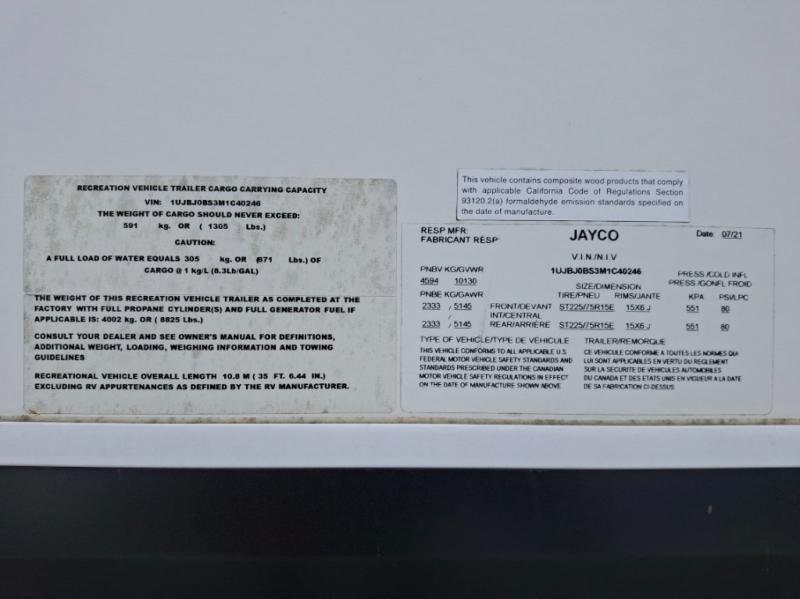 RECREATION VEHICLE TRAILER CARGO CARRYING CAPACITY
VIN: 1UJBJ0BS3M1C40246
THE WEIGHT OF CARGO SHOULD NEVER EXCEED:
591 kg. OR ( 1305 Lbs.)
CAUTION:
A FULL LOAD OF WATER EQUALS 305 kg. OR (671 Lbs.) OF
CARGO @ 1 kg/L (8.3Lb/GAL)
THE WEIGHT OF THIS RECREATION VEHICLE TRAILER AS COMPLETED AT THE
FACTORY WITH FULL PROPANE CYLINDER(S) AND FULL GENERATOR FUEL IF
APPLICABLE IS: 4002 kg. OR ( 8825 Lbs.)
CONSULT YOUR DEALER AND SEE OWNER'S MANUAL FOR DEFINITIONS,
ADDITIONAL WEIGHT, LOADING, WEIGHING INFORMATION AND TOWING
GUIDELINES
RECREATIONAL VEHICLE OVERALL LENGTH 10.8 M ( 35 FT. 6.44 IN.)
EXCLUDING RV APPURTENANCES AS DEFINED BY THE RV MANUFACTURER.
This vehicle contains composite wood products that comply
with applicable California Code of Regulations Section
93120.2(a) formaldehyde emission standards specified on
the date of manufacture.
RESP MFR. JAYCO Date: 07/21
FABRICANT RESP
V.I.N./N.I.V
PNBV KG/GVWR 1UJBJ0BS3M1C40246 PRESS/COLD INFL
4594 10130 SIZE/DIMENSION PRESS/GONFL FROID
PNBE KG/GAWR TIRE/PNEU RIMS/JANTE KPA PSI/LPC
2333 / 5145 FRONT/DEVANT ST225/75R15E 15X6 J 551 80
INT/CENTRAL
2333 / 5145 REAR/ARRIÈRE ST225/75R15E 15X6 J 551 80
TYPE OF VEHICLE/TYPE DE VÉHICULE TRAILER/REMORQUE
THIS VEHICLE CONFORMS TO ALL APPLICABLE U.S. CE VÉHICULE CONFORME A TOUTES LES NORMES QUI
FEDERAL MOTOR VEHICLE SAFETY STANDARDS AND LUI SONT APPLICABLES EN VERTU DU REGLEMENT
STANDARDS PRESCRIBED UNDER THE CANADIAN SUR LA SECURITE DE VEHICULES AUTOMOBILES
MOTOR VEHICLE SAFETY REGULATIONS IN EFFECT DU CANADA ET DES ETATS UNIS EN VIGUEUR A LA DATE
ON THE DATE OF MANUFACTURE SHOWN ABOVE. DE SA FABRICATION CI-DESSUS.